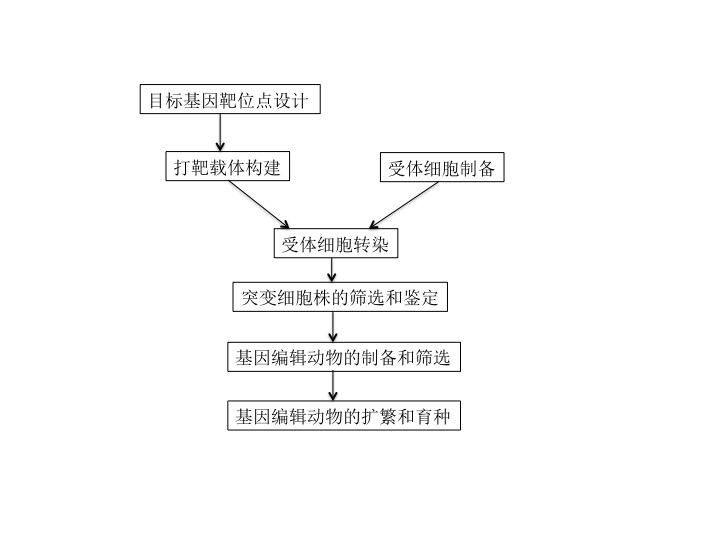 目标基因靶位点设计
打靶载体构建
受体细胞制备
受体细胞转染
突变细胞株的筛选和鉴定
基因编辑动物的制备和筛选
基因编辑动物的扩繁和育种